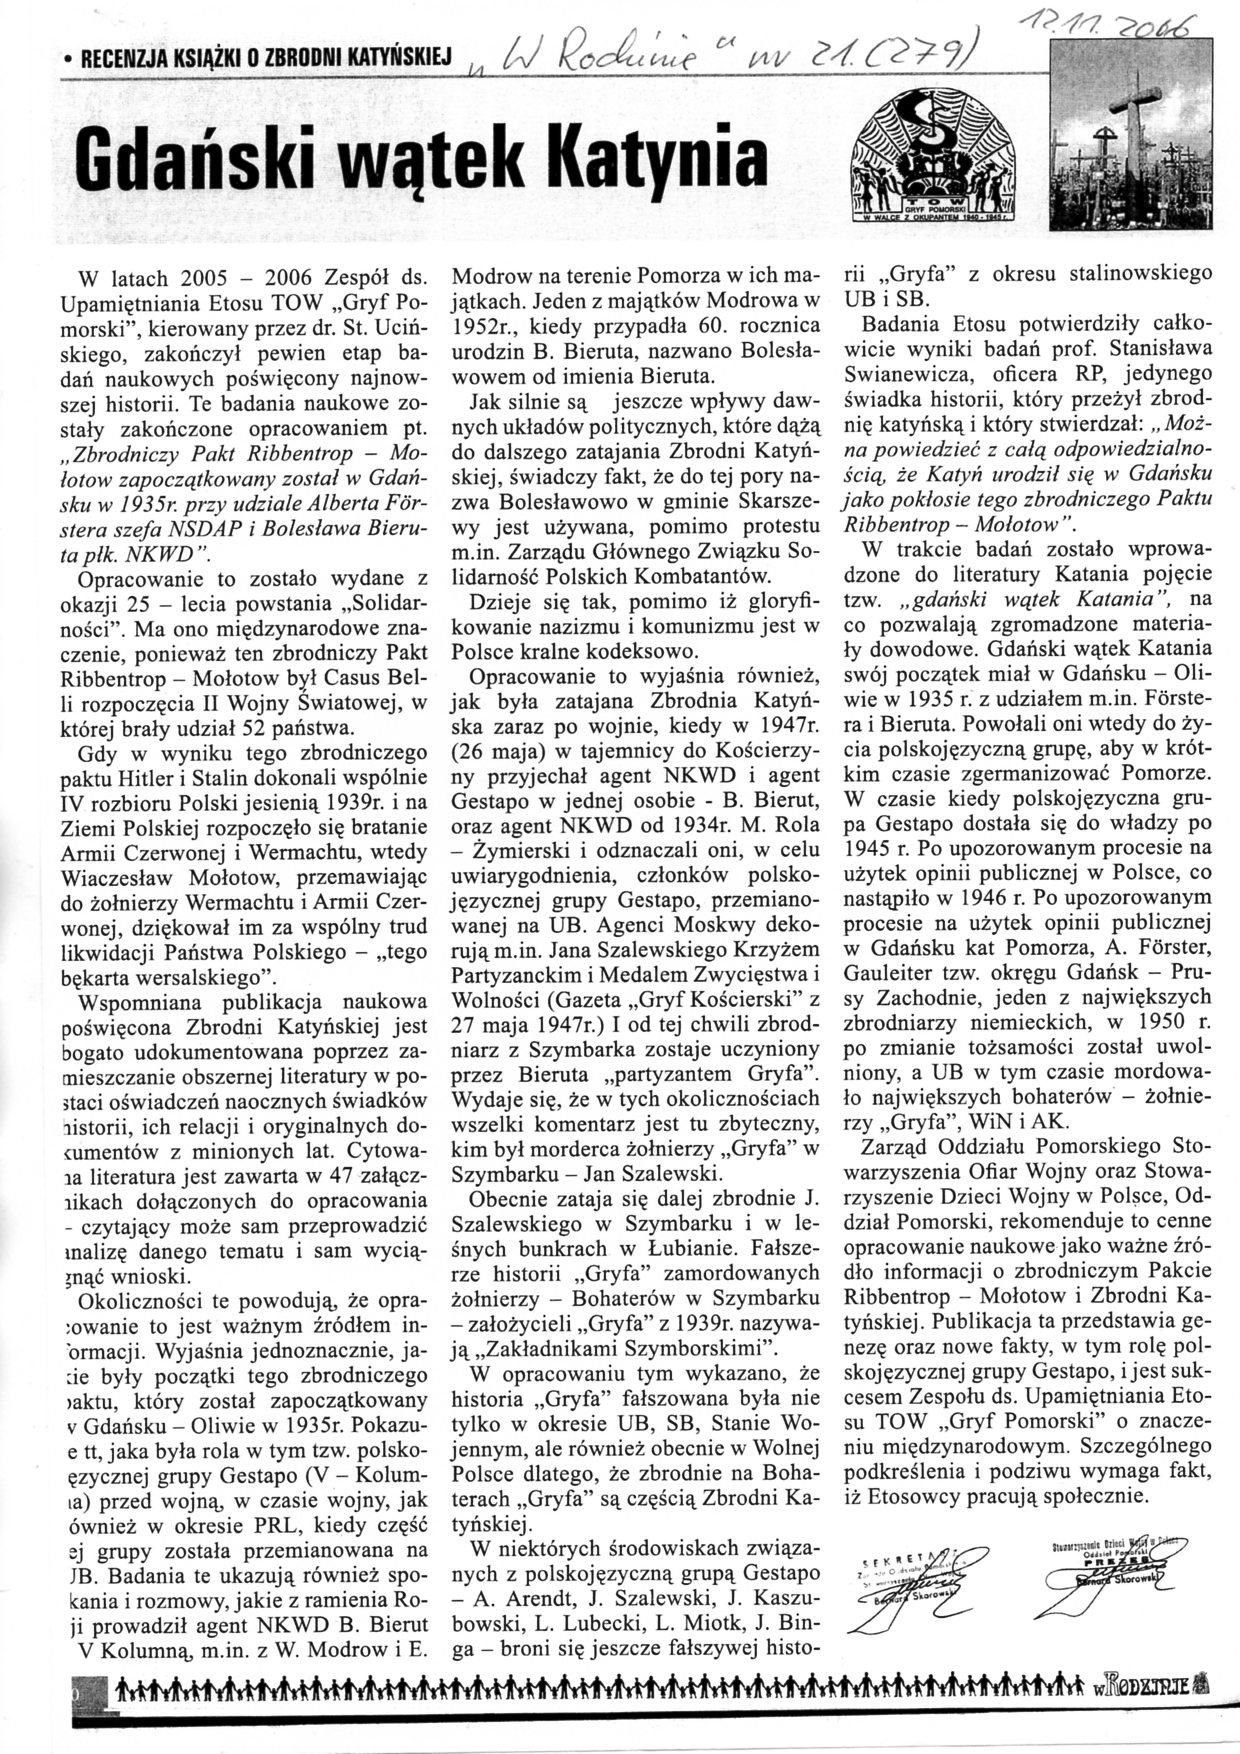 12.11.2006
• RECENZJA KSIĄŻKI O ZBRODNI KATYŃSKIEJ „W Rodzinie“ nr 21.(279)
Gdański wątek Katynia
TOW
GRYF POMORSKI
W WALCE Z OKUPANTEM 1940-1945 r.
W latach 2005 – 2006 Zespół ds.
Upamiętniania Etosu TOW „Gryf Po-
morski”, kierowany przez dr. St. Uciń-
skiego, zakończył pewien etap ba-
dań naukowych poświęcony najnow-
szej historii. Te badania naukowe zo-
stały zakończone opracowaniem pt.
„Zbrodniczy Pakt Ribbentrop – Mo-
łotow zapoczątkowany został w Gdań-
sku w 1935r. przy udziale Alberta För-
stera szefa NSDAP i Bolesława Bieru-
ta płk. NKWD”.
Opracowanie to zostało wydane z
okazji 25 – lecia powstania „Solidar-
ności”. Ma ono międzynarodowe zna-
czenie, ponieważ ten zbrodniczy Pakt
Ribbentrop – Mołotow był Casus Bel-
li rozpoczęcia II Wojny Światowej, w
której brały udział 52 państwa.
Gdy w wyniku tego zbrodniczego
paktu Hitler i Stalin dokonali wspólnie
IV rozbioru Polski jesienią 1939r. i na
Ziemi Polskiej rozpoczęło się bratanie
Armii Czerwonej i Wermachtu, wtedy
Wiaczesław Mołotow, przemawiając
do żołnierzy Wermachtu i Armii Czer-
wonej, dziękował im za wspólny trud
likwidacji Państwa Polskiego – „tego
bękarta wersalskiego”.
Wspomniana publikacja naukowa
poświęcona Zbrodni Katyńskiej jest
bogato udokumentowana poprzez za-
mieszczanie obszernej literatury w po-
staci oświadczeń naocznych świadków
historii, ich relacji i oryginalnych do-
kumentów z minionych lat. Cytowa-
na literatura jest zawarta w 47 załącz-
nikach dołączonych do opracowania
- czytający może sam przeprowadzić
analizę danego tematu i sam wycią-
gnąć wnioski.
Okoliczności te powodują, że opra-
cowanie to jest ważnym źródłem in-
formacji. Wyjaśnia jednoznacznie, ja-
kie były początki tego zbrodniczego
paktu, który został zapoczątkowany
v Gdańsku – Oliwie w 1935r. Pokazu-
e tt, jaka była rola w tym tzw. polsko-
ęzycznej grupy Gestapo (V – Kolum-
na) przed wojną, w czasie wojny, jak
ównież w okresie PRL, kiedy część
ej grupy została przemianowana na
JB. Badania te ukazują również spo-
kania i rozmowy, jakie z ramienia Ro-
ji prowadził agent NKWD B. Bierut
V Kolumną, m.in. z W. Modrow i E.
Modrow na terenie Pomorza w ich ma-
jątkach. Jeden z majątków Modrowa w
1952r., kiedy przypadła 60. rocznica
urodzin B. Bieruta, nazwano Bolesła-
wowem od imienia Bieruta.
Jak silnie są jeszcze wpływy daw-
nych układów politycznych, które dążą
do dalszego zatajania Zbrodni Katyń-
skiej, świadczy fakt, że do tej pory na-
zwa Bolesławowo w gminie Skarsze-
wy jest używana, pomimo protestu
m.in. Zarządu Głównego Związku So-
lidarność Polskich Kombatantów.
Dzieje się tak, pomimo iż gloryfi-
kowanie nazizmu i komunizmu jest w
Polsce kralne kodeksowo.
Opracowanie to wyjaśnia również,
jak była zatajana Zbrodnia Katyń-
ska zaraz po wojnie, kiedy w 1947r.
(26 maja) w tajemnicy do Kościerzy-
ny przyjechał agent NKWD i agent
Gestapo w jednej osobie - B. Bierut,
oraz agent NKWD od 1934r. M. Rola
– Żymierski i odznaczali oni, w celu
uwiarygodnienia, członków polsko-
języcznej grupy Gestapo, przemiano-
wanej na UB. Agenci Moskwy deko-
rują m.in. Jana Szalewskiego Krzyżem
Partyzanckim i Medalem Zwycięstwa i
Wolności (Gazeta „Gryf Kościerski” z
27 maja 1947r.) I od tej chwili zbrod-
niarz z Szymbarka zostaje uczyniony
przez Bieruta „partyzantem Gryfa”.
Wydaje się, że w tych okolicznościach
wszelki komentarz jest tu zbyteczny,
kim był morderca żołnierzy „Gryfa” w
Szymbarku – Jan Szalewski.
Obecnie zataja się dalej zbrodnie J.
Szalewskiego w Szymbarku i w le-
śnych bunkrach w Łubianie. Fałsze-
rze historii „Gryfa” zamordowanych
żołnierzy – Bohaterów w Szymbarku
– założycieli „Gryfa” z 1939r. nazywa-
ją „Zakładnikami Szymborskimi”.
W opracowaniu tym wykazano, że
historia „Gryfa” fałszowana była nie
tylko w okresie UB, SB, Stanie Wo-
jennym, ale również obecnie w Wolnej
Polsce dlatego, że zbrodnie na Boha-
terach „Gryfa” są częścią Zbrodni Ka-
tyńskiej.
W niektórych środowiskach związa-
nych z polskojęzyczną grupą Gestapo
– A. Arendt, J. Szalewski, J. Kaszu-
bowski, L. Lubecki, L. Miotk, J. Bin-
ga – broni się jeszcze fałszywej histo-
rii „Gryfa” z okresu stalinowskiego
UB i SB.
Badania Etosu potwierdziły całko-
wicie wyniki badań prof. Stanisława
Swianewicza, oficera RP, jedynego
świadka historii, który przeżył zbrod-
nię katyńską i który stwierdzał: „Moż-
na powiedzieć z całą odpowiedzialno-
ścią, że Katyń urodził się w Gdańsku
jako pokłosie tego zbrodniczego Paktu
Ribbentrop – Mołotow”.
W trakcie badań zostało wprowa-
dzone do literatury Katania pojęcie
tzw. „gdański wątek Katania”, na
co pozwalają zgromadzone materia-
ły dowodowe. Gdański wątek Katania
swój początek miał w Gdańsku – Oli-
wie w 1935 r. z udziałem m.in. Förste-
ra i Bieruta. Powołali oni wtedy do ży-
cia polskojęzyczną grupę, aby w krót-
kim czasie zgermanizować Pomorze.
W czasie kiedy polskojęzyczna gru-
pa Gestapo dostała się do władzy po
1945 r. Po upozorowanym procesie na
użytek opinii publicznej w Polsce, co
nastąpiło w 1946 r. Po upozorowanym
procesie na użytek opinii publicznej
w Gdańsku kat Pomorza, A. Förster,
Gauleiter tzw. okręgu Gdańsk – Pru-
sy Zachodnie, jeden z największych
zbrodniarzy niemieckich, w 1950 r.
po zmianie tożsamości został uwol-
niony, a UB w tym czasie mordowa-
ło największych bohaterów – żołnie-
rzy „Gryfa”, WiN i AK.
Zarząd Oddziału Pomorskiego Sto-
warzyszenia Ofiar Wojny oraz Stowa-
rzyszenie Dzieci Wojny w Polsce, Od-
dział Pomorski, rekomenduje to cenne
opracowanie naukowe jako ważne źró-
dło informacji o zbrodniczym Pakcie
Ribbentrop – Mołotow i Zbrodni Ka-
tyńskiej. Publikacja ta przedstawia ge-
nezę oraz nowe fakty, w tym rolę pol-
skojęzycznej grupy Gestapo, i jest suk-
cesem Zespołu ds. Upamiętniania Eto-
su TOW „Gryf Pomorski” o znacze-
niu międzynarodowym. Szczególnego
podkreślenia i podziwu wymaga fakt,
iż Etosowcy pracują społecznie.
SEKRETARZ
Bernard Skorowski
Stowarzyszenie Dzieci Wojny w Polsce
Oddział Pomorski
PREZES
Bernard Skorowski
wRODZINIE